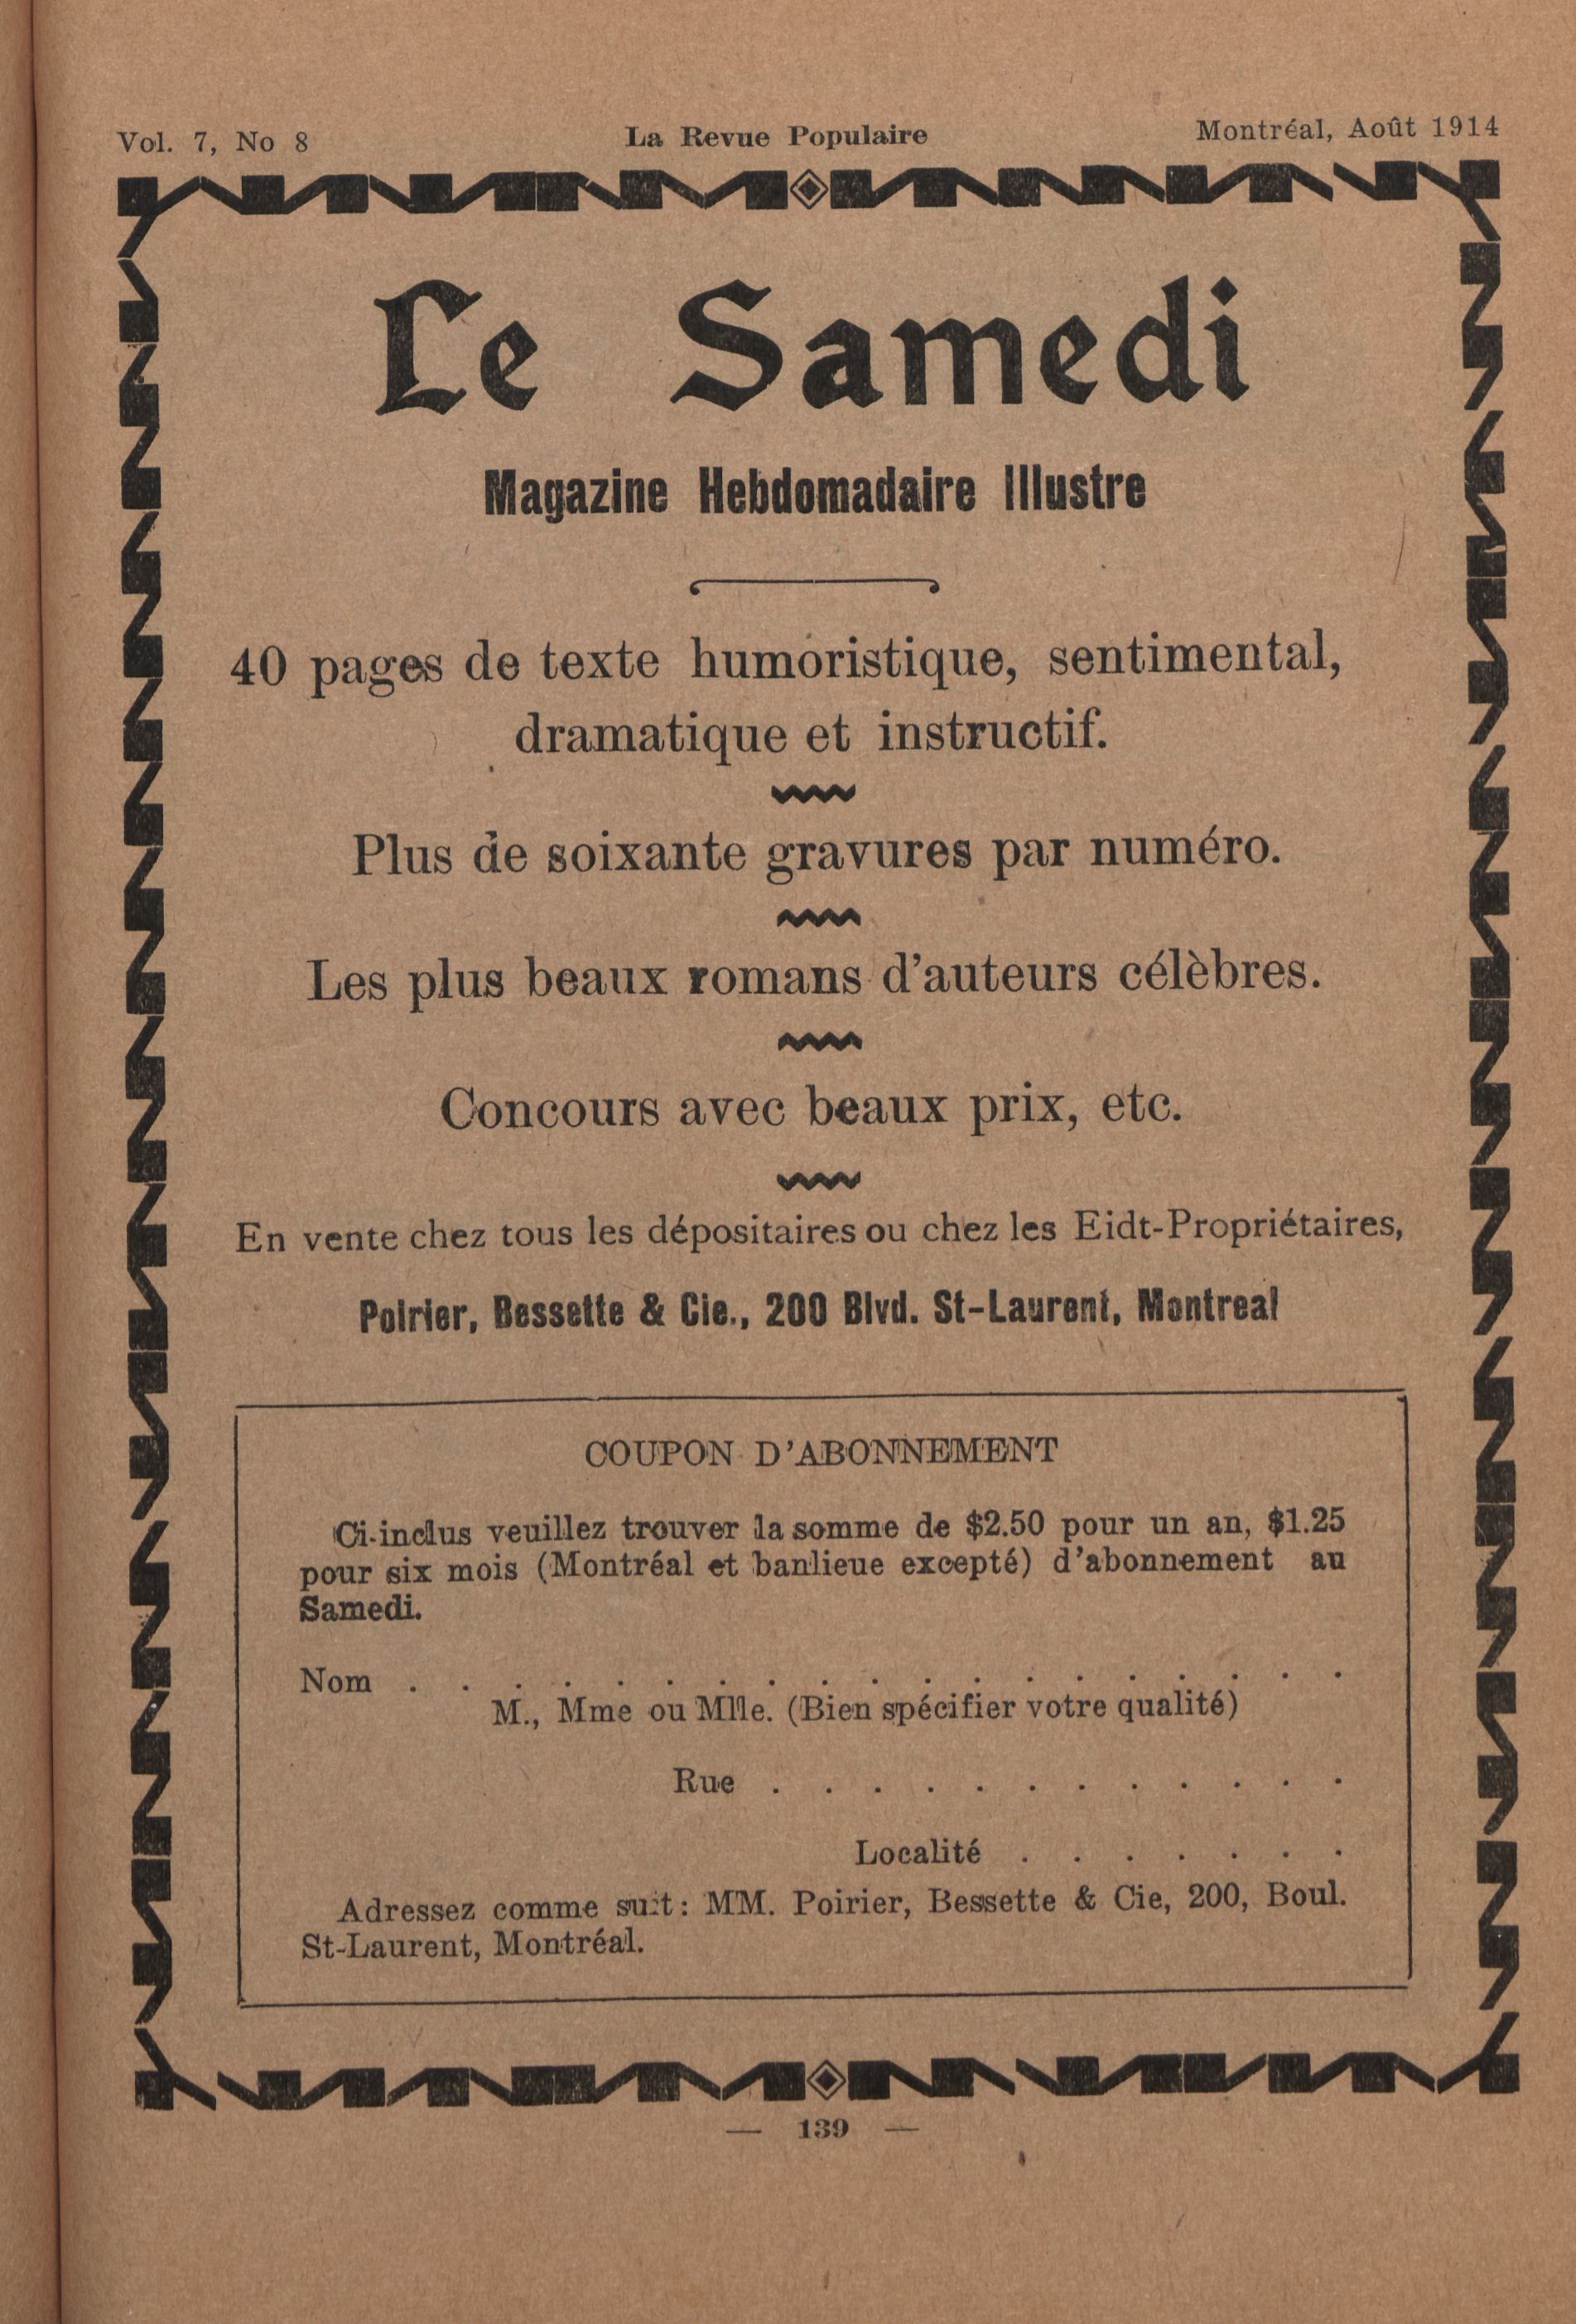 Vol. 7, No 8 La Revue Populaire Montréal, Août 1914
Le Samedi
Magazine Hebdomadaire Illustre
40 pages de texte humoristique, sentimental,
dramatique et instructif.
Plus de soixante gravures par numéro.
Les plus beaux romans d'auteurs célèbres.
Concours avec beaux prix, etc.
En vente chez tous les dépositaires ou chez les Eidt-Propriétaires,
Poirier, Bessette & Cie., 200 Blvd. St-Laurent, Montreal
COUPON D'ABONNEMENT
Ci-inclus veuillez trouver la somme de $2.50 pour un an, $1.25
pour six mois (Montréal et banlieue excepté) d'abonnement au
Samedi.
Nom . . . . . . . . . . . . . . . . . . .
M., Mme ou Mlle. (Bien spécifier votre qualité)
Rue . . . . . . . . . . . .
Localité . . . . . . .
Adressez comme suit: MM. Poirier, Bessette & Cie, 200, Boul.
St-Laurent, Montréal.
— 139 —